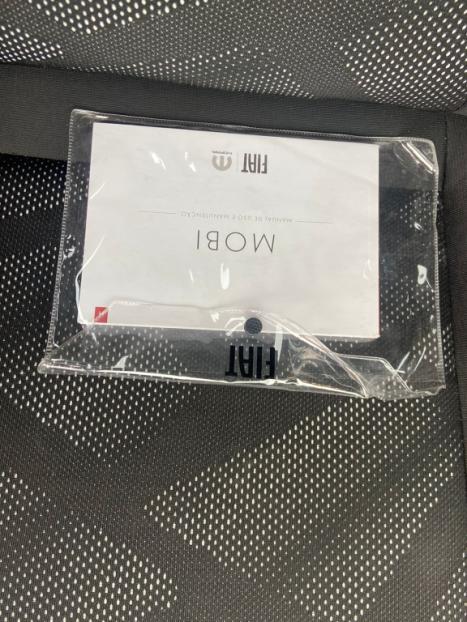 MOBI
MANUAL DE USO E MANUTENÇÃO
FIAT
FIAT